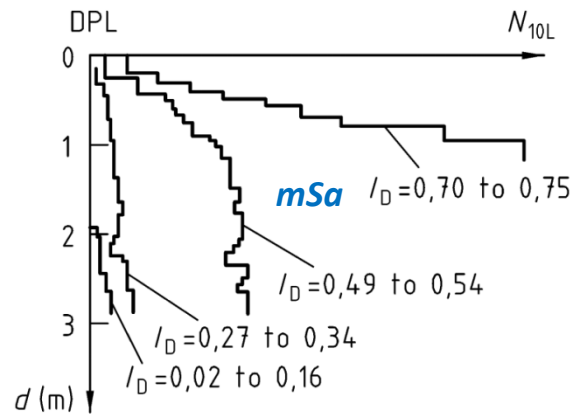 DPL N10L
0
1
mSa
ID=0,70 to 0,75
2
ID=0,49 to 0,54
3
ID=0,27 to 0,34
d (m)
ID=0,02 to 0,16